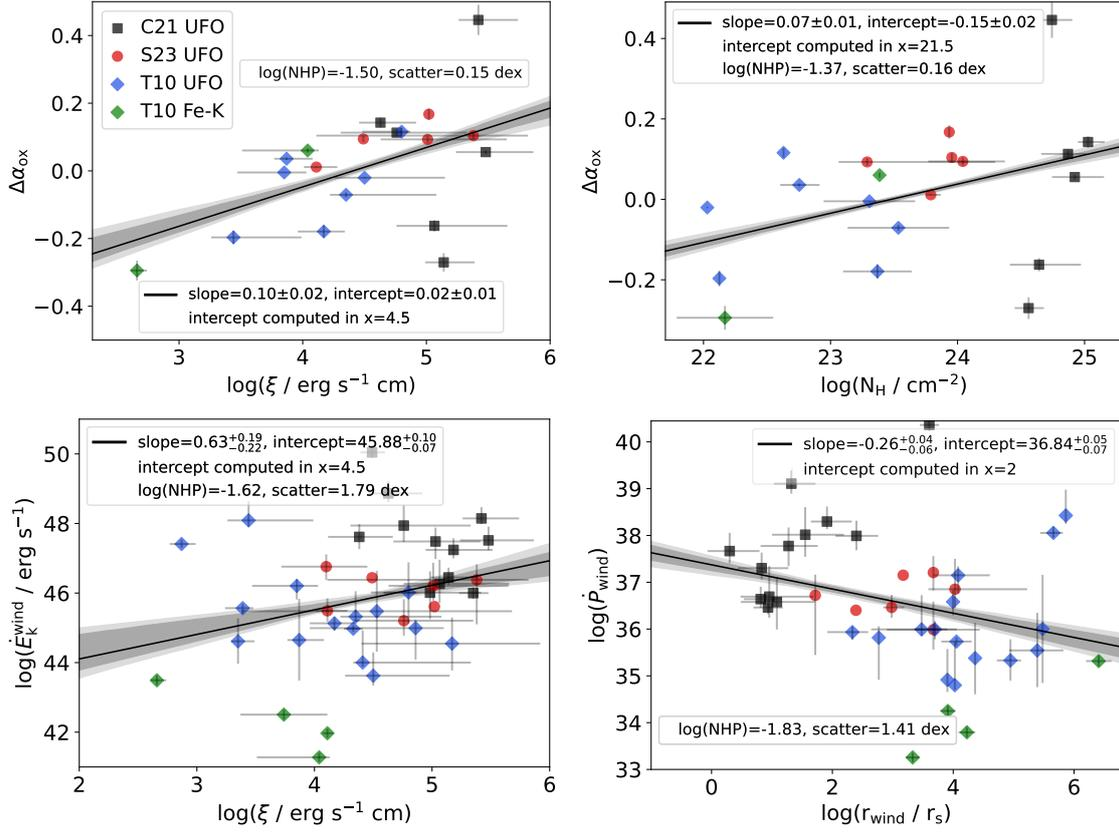 C21 UFO
S23 UFO
T10 UFO
T10 Fe-K
log(NHP)=-1.50, scatter=0.15 dex
slope=0.10±0.02, intercept=0.02±0.01
intercept computed in x=4.5
0.4
0.2
0.0
−0.2
−0.4
Δα_ox
3 4 5 6
log(ξ / erg s⁻¹ cm)
slope=0.07±0.01, intercept=-0.15±0.02
intercept computed in x=21.5
log(NHP)=-1.37, scatter=0.16 dex
0.4
0.2
0.0
−0.2
Δα_ox
22 23 24 25
log(N_H / cm⁻²)
slope=0.63^{+0.19}_{−0.22}, intercept=45.88^{+0.10}_{−0.07}
intercept computed in x=4.5
log(NHP)=-1.62, scatter=1.79 dex
50
48
46
44
42
log(Ė_k^wind / erg s⁻¹)
2 3 4 5 6
log(ξ / erg s⁻¹ cm)
slope=-0.26^{+0.04}_{−0.06}, intercept=36.84^{+0.05}_{−0.07}
intercept computed in x=2
log(NHP)=-1.83, scatter=1.41 dex
40
39
38
37
36
35
34
33
log(Ṗ_wind)
0 2 4 6
log(r_wind / r_s)